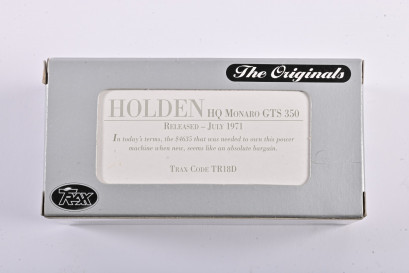 The Originals
HOLDEN HQ MONARO GTS 350
RELEASED – JULY 1971
In today's terms, the $4635 that was needed to own this power
machine when new, seems like an absolute bargain.
TRAX CODE TR18D
TRAX